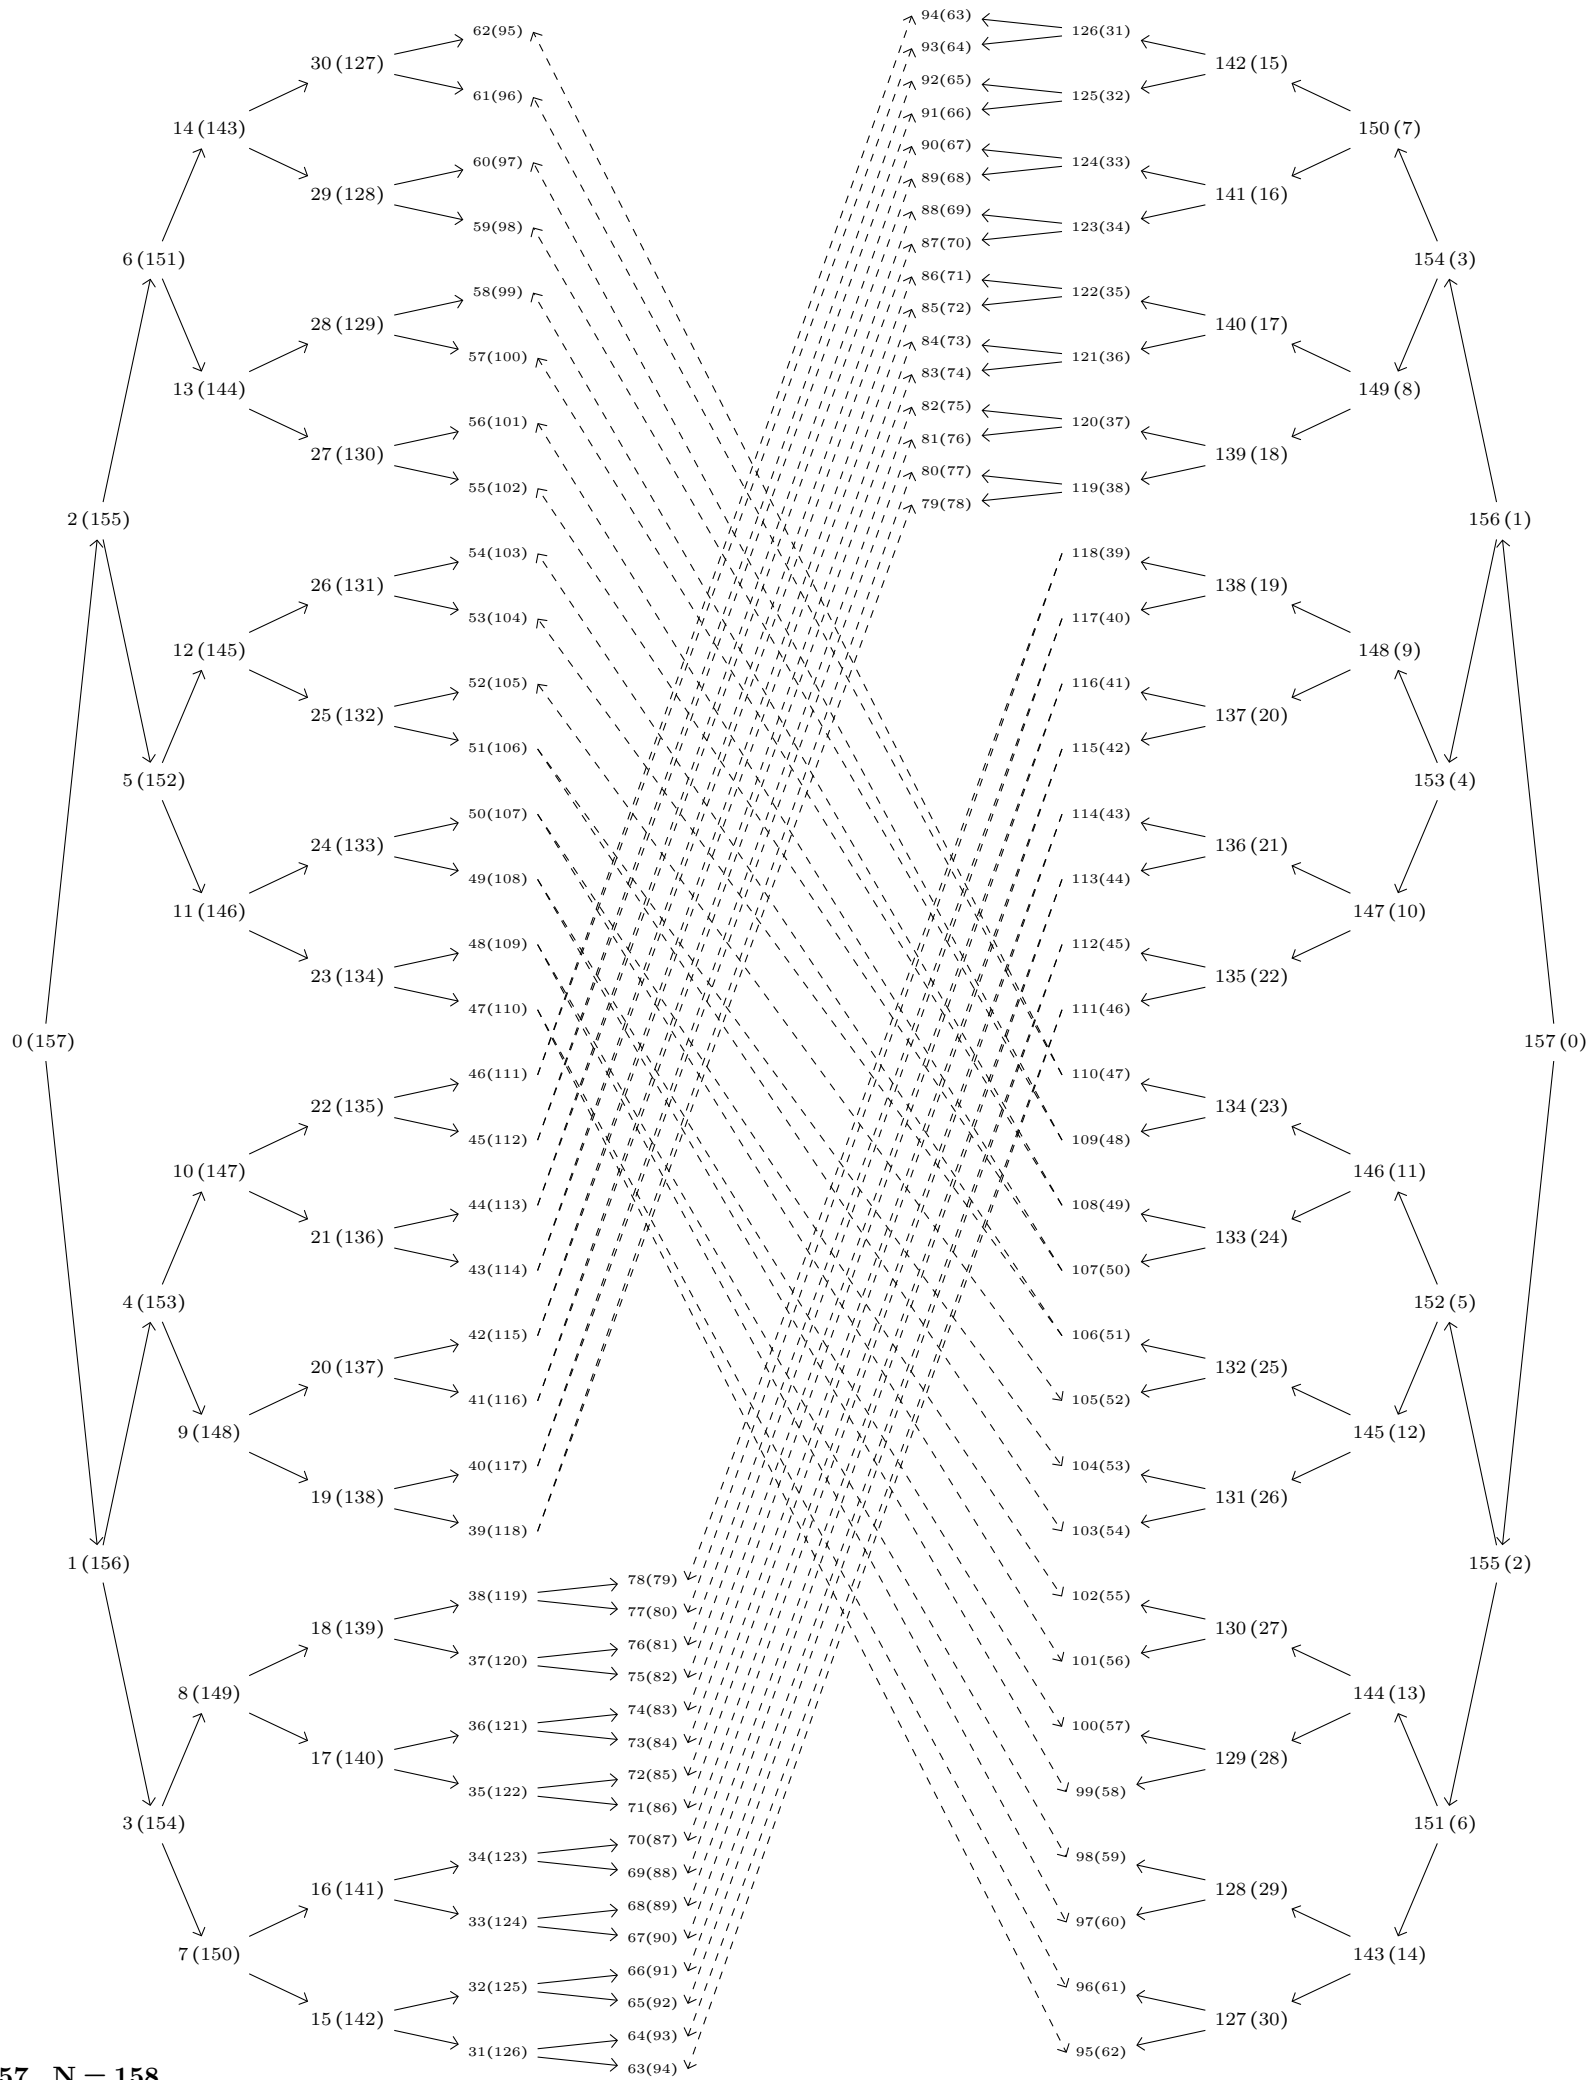 94(63)
62(95) 126(31)
93(64)
30 (127) 142 (15)
92(65)
61(96) 125(32)
91(66)
14 (143) 150 (7)
90(67)
60(97) 124(33)
89(68)
29 (128) 141 (16)
88(69)
59(98) 123(34)
87(70)
6 (151) 154 (3)
86(71)
58(99) 122(35)
85(72)
28 (129) 140 (17)
84(73)
57(100) 121(36)
83(74)
13 (144) 149 (8)
82(75)
56(101) 120(37)
81(76)
27 (130) 139 (18)
80(77)
55(102) 119(38)
79(78)
2 (155) 156 (1)
54(103) 118(39)
26 (131) 138 (19)
53(104) 117(40)
12 (145) 148 (9)
52(105) 116(41)
25 (132) 137 (20)
51(106) 115(42)
5 (152) 153 (4)
50(107) 114(43)
24 (133) 136 (21)
49(108) 113(44)
11 (146) 147 (10)
48(109) 112(45)
23 (134) 135 (22)
47(110) 111(46)
0 (157) 157 (0)
46(111) 110(47)
22 (135) 134 (23)
45(112) 109(48)
10 (147) 146 (11)
44(113) 108(49)
21 (136) 133 (24)
43(114) 107(50)
4 (153) 152 (5)
42(115) 106(51)
20 (137) 132 (25)
41(116) 105(52)
9 (148) 145 (12)
40(117) 104(53)
19 (138) 131 (26)
39(118) 103(54)
1 (156) 155 (2)
78(79)
38(119) 102(55)
77(80)
18 (139) 130 (27)
76(81)
37(120) 101(56)
75(82)
8 (149) 144 (13)
74(83)
36(121) 100(57)
73(84)
17 (140) 129 (28)
72(85)
35(122) 99(58)
71(86)
3 (154) 151 (6)
70(87)
34(123) 98(59)
69(88)
16 (141) 128 (29)
68(89)
33(124) 97(60)
67(90)
7 (150) 143 (14)
66(91)
32(125) 96(61)
65(92)
15 (142) 127 (30)
64(93)
31(126) 95(62)
63(94)
57 N = 158